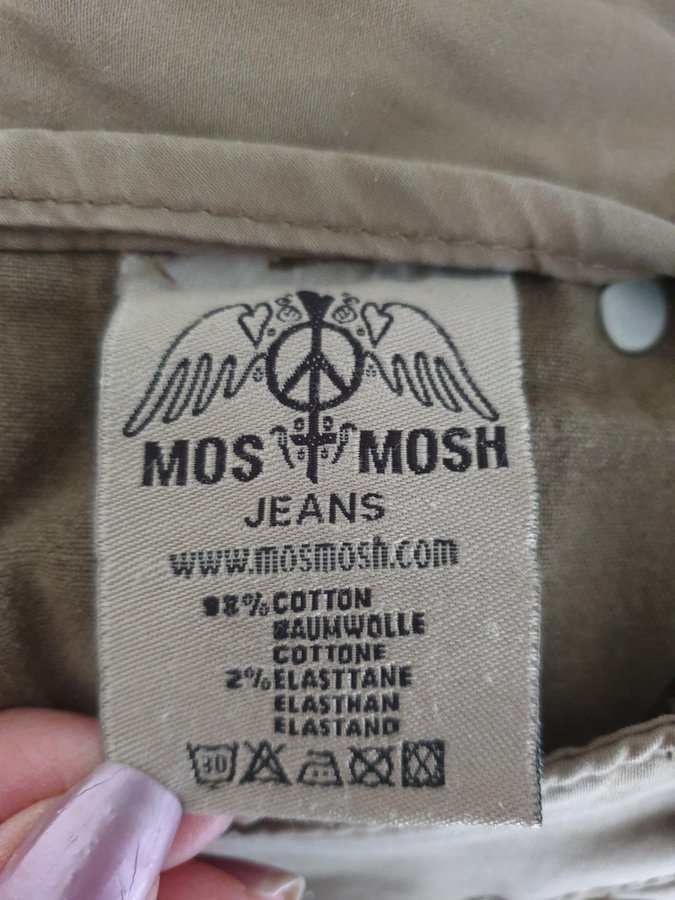 MOS MOSH
JEANS
www.mosmosh.com
98% COTTON
BAUMWOLLE
COTTONE
2% ELASTTANE
ELASTHAN
ELASTAND
30